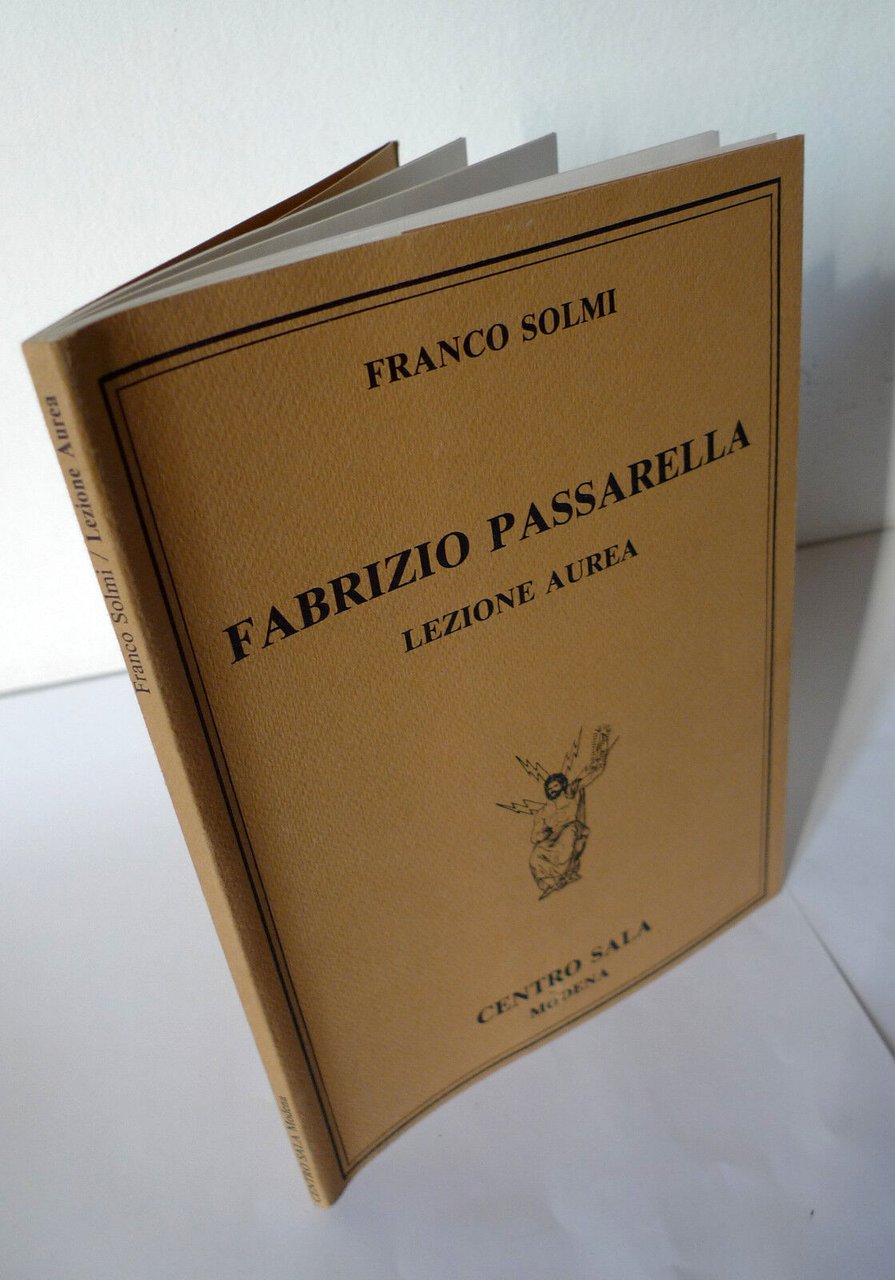 FRANCO SOLMI
FABRIZIO PASSARELLA
LEZIONE AUREA
CENTRO SALA
MODENA
Franco Solmi / Lezione Aurea
CENTRO SALA Modena